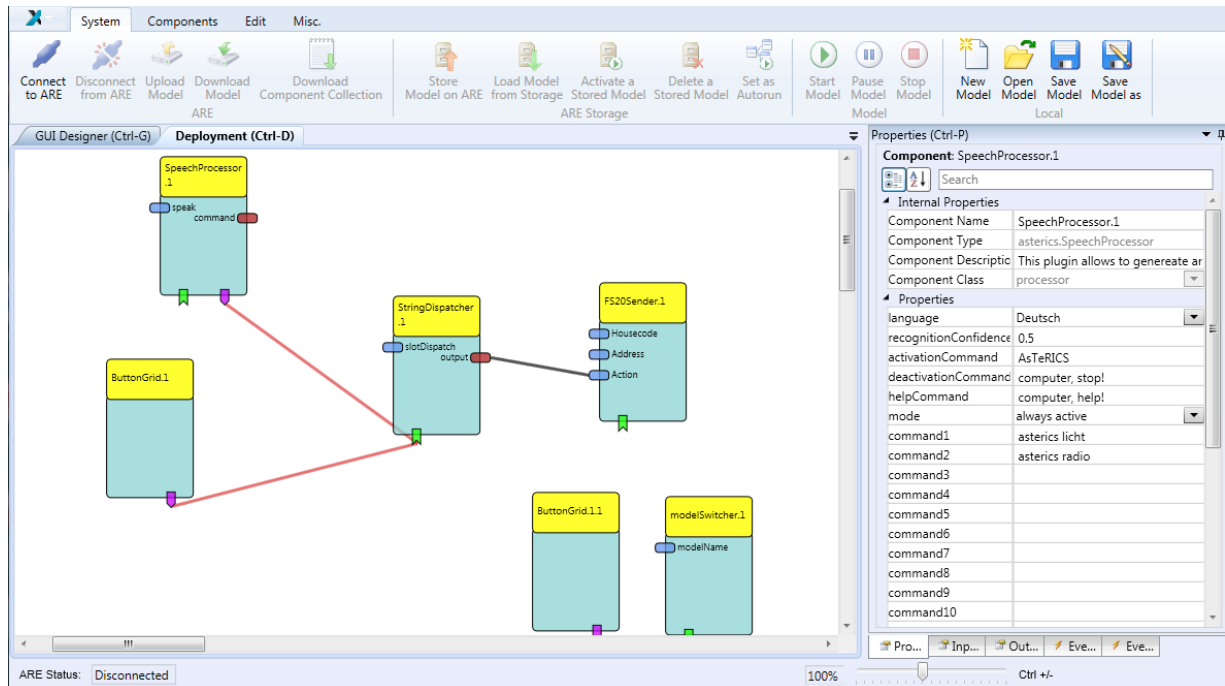 System Components Edit Misc.
Connect to ARE
Disconnect from ARE
Upload Model
Download Model
Download Component Collection
ARE
Store Model on ARE
Load Model from Storage
Activate a Stored Model
Delete a Stored Model
Set as Autorun
ARE Storage
Start Model
Pause Model
Stop Model
Model
New Model
Open Model
Save Model
Save Model as
Local
GUI Designer (Ctrl-G)
Deployment (Ctrl-D)
SpeechProcessor
.1
speak
command
StringDispatcher
.1
slotDispatch
output
FS20Sender.1
Housecode
Address
Action
ButtonGrid.1
ButtonGrid.1.1
modelSwitcher.1
modelName
Properties (Ctrl-P)
Component: SpeechProcessor.1
Search
Internal Properties
Component Name SpeechProcessor.1
Component Type asterics.SpeechProcessor
Component Descriptic This plugin allows to genereate ar
Component Class processor
Properties
language Deutsch
recognitionConfidence 0.5
activationCommand AsTeRICS
deactivationCommand computer, stop!
helpCommand computer, help!
mode always active
command1 asterics licht
command2 asterics radio
command3
command4
command5
command6
command7
command8
command9
command10
Pro... Inp... Out... Eve... Eve...
ARE Status: Disconnected
100%
Ctrl +/-